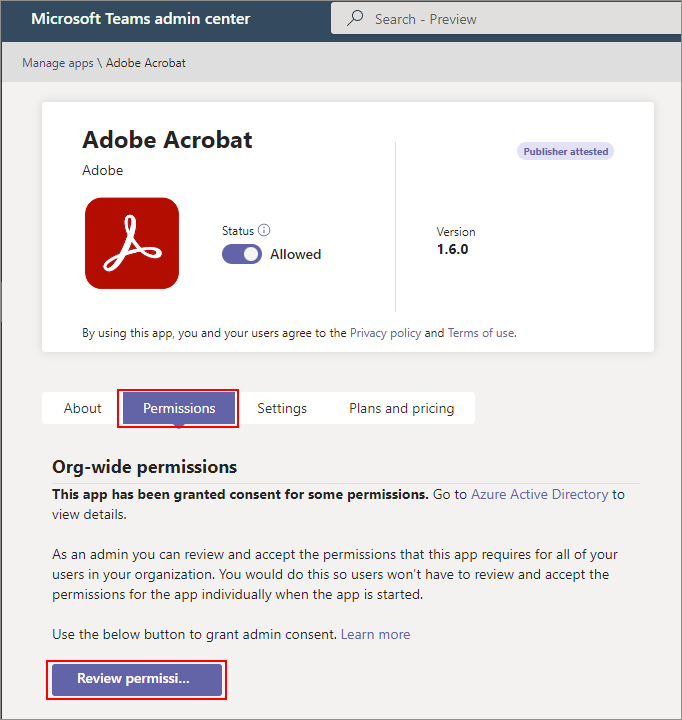 Microsoft Teams admin center
Search - Preview
Manage apps \ Adobe Acrobat
Adobe Acrobat
Adobe
Publisher attested
Status
Allowed
Version
1.6.0
By using this app, you and your users agree to the Privacy policy and Terms of use.
About
Permissions
Settings
Plans and pricing
Org-wide permissions
This app has been granted consent for some permissions. Go to Azure Active Directory to
view details.
As an admin you can review and accept the permissions that this app requires for all of your
users in your organization. You would do this so users won't have to review and accept the
permissions for the app individually when the app is started.
Use the below button to grant admin consent. Learn more
Review permissi...